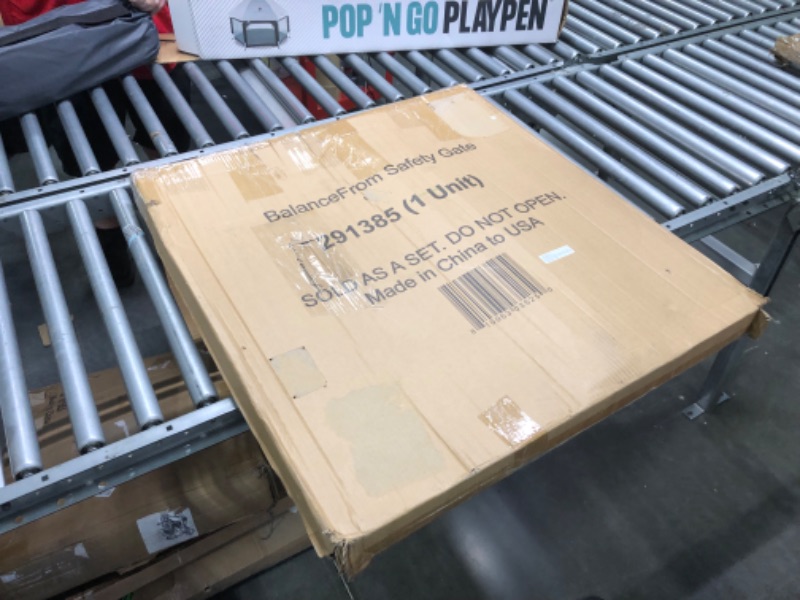 POP 'N GO PLAYPEN
BalanceFrom Safety Gate
291385 (1 Unit)
SOLD AS A SET. DO NOT OPEN.
Made in China to USA